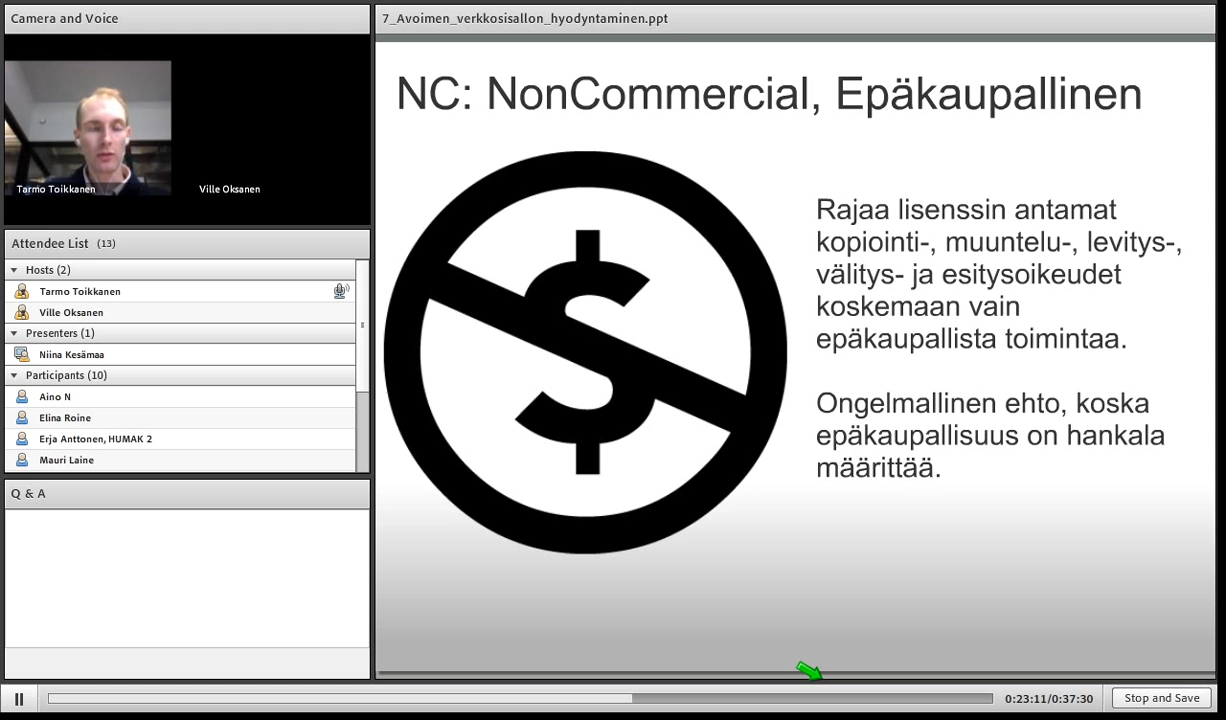 Camera and Voice
Tarmo Toikkanen
Ville Oksanen
Attendee List (13)
Hosts (2)
Tarmo Toikkanen
Ville Oksanen
Presenters (1)
Niina Kesämaa
Participants (10)
Aino N
Elina Roine
Erja Anttonen, HUMAK 2
Mauri Laine
Q & A
7_Avoimen_verkkosisallon_hyodyntaminen.ppt
NC: NonCommercial, Epäkaupallinen
$
Rajaa lisenssin antamat
kopiointi-, muuntelu-, levitys-,
välitys- ja esitysoikeudet
koskemaan vain
epäkaupallista toimintaa.
Ongelmallinen ehto, koska
epäkaupallisuus on hankala
määrittää.
0:23:11/0:37:30
Stop and Save